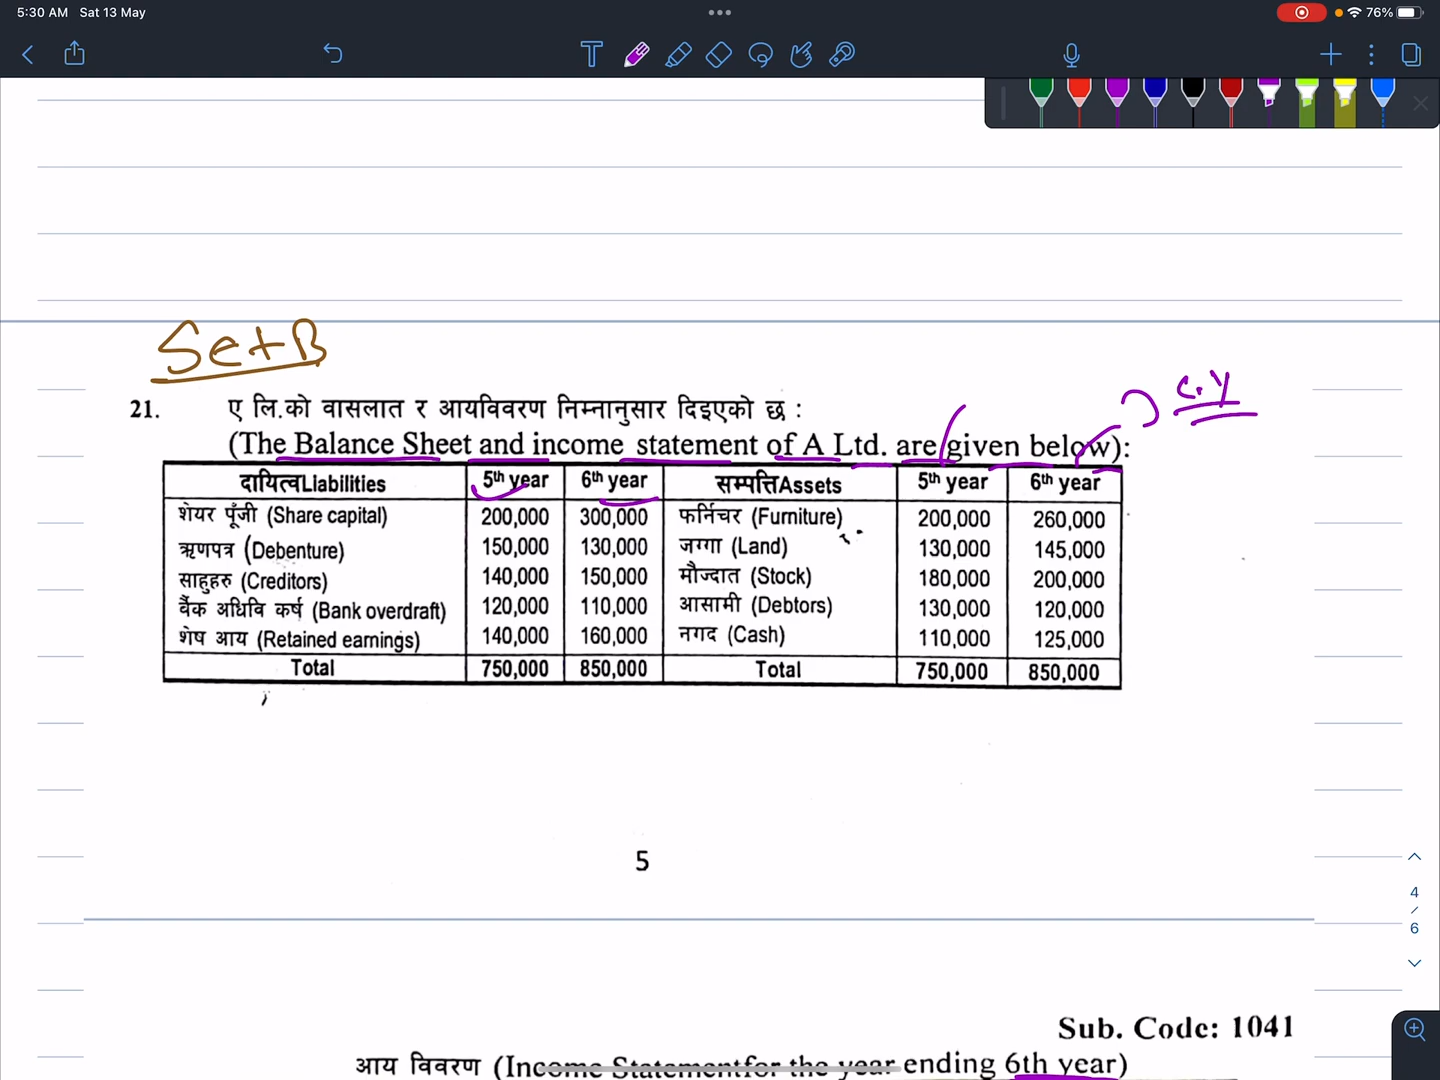 5:30 AM Sat 13 May
76%
Set B
C.Y
21. ए लि.को वासलात र आयविवरण निम्नानुसार दिइएको छ :
(The Balance Sheet and income statement of A Ltd. are given below):
दायित्वLiabilities 5th year 6th year सम्पत्तिAssets 5th year 6th year
शेयर पूँजी (Share capital) 200,000 300,000 फर्निचर (Furniture) 200,000 260,000
ऋणपत्र (Debenture) 150,000 130,000 जग्गा (Land) 130,000 145,000
साहुहरु (Creditors) 140,000 150,000 मौज्दात (Stock) 180,000 200,000
बैंक अधिवि कर्ष (Bank overdraft) 120,000 110,000 आसामी (Debtors) 130,000 120,000
शेष आय (Retained earnings) 140,000 160,000 नगद (Cash) 110,000 125,000
Total 750,000 850,000 Total 750,000 850,000
5
4
/
6
Sub. Code: 1041
आय विवरण (Income Statementfor the year ending 6th year)